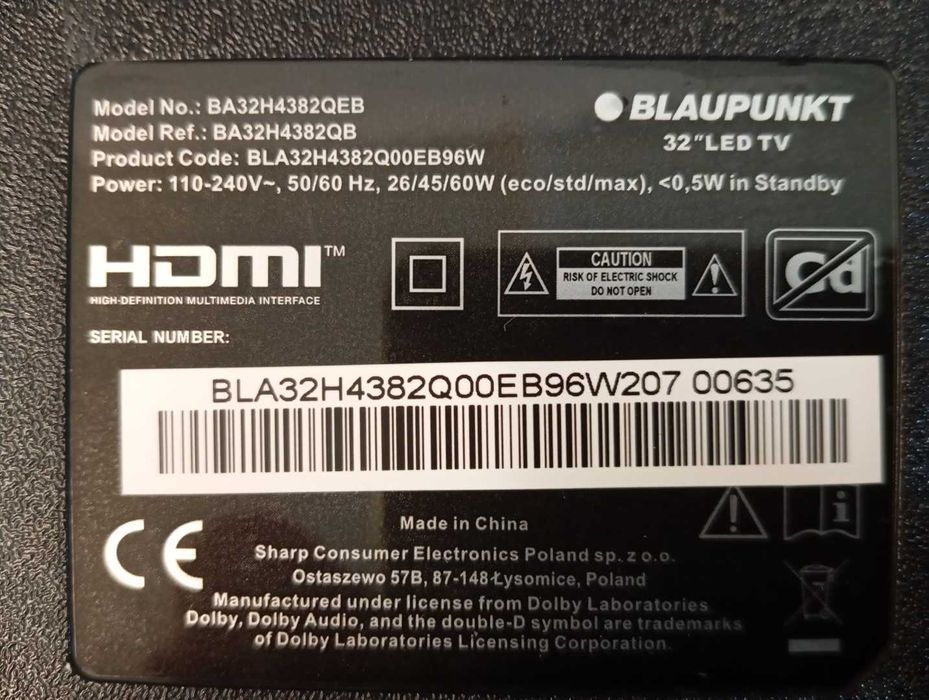 Model No.: BA32H4382QEB
Model Ref.: BA32H4382QB
Product Code: BLA32H4382Q00EB96W
Power: 110-240V~, 50/60 Hz, 26/45/60W (eco/std/max), <0,5W in Standby
BLAUPUNKT
32"LED TV
HDMI™
HIGH-DEFINITION MULTIMEDIA INTERFACE
CAUTION
RISK OF ELECTRIC SHOCK
DO NOT OPEN
Cd
SERIAL NUMBER:
BLA32H4382Q00EB96W207 00635
CE
Made in China
Sharp Consumer Electronics Poland sp. z o.o.
Ostaszewo 57B, 87-148 Łysomice, Poland
Manufactured under license from Dolby Laboratories
Dolby, Dolby Audio, and the double-D symbol are trademarks
of Dolby Laboratories Licensing Corporation.